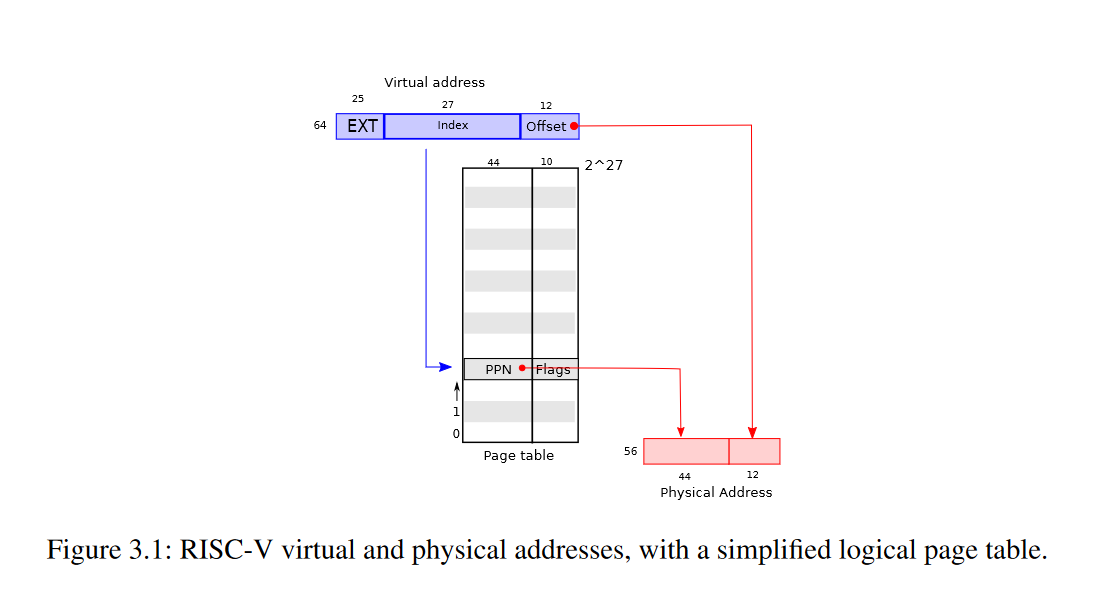 Virtual address
25
27
12
64
EXT
Index
Offset
44
10
2^27
PPN
Flags
1
0
Page table
56
44
12
Physical Address
Figure 3.1: RISC-V virtual and physical addresses, with a simplified logical page table.